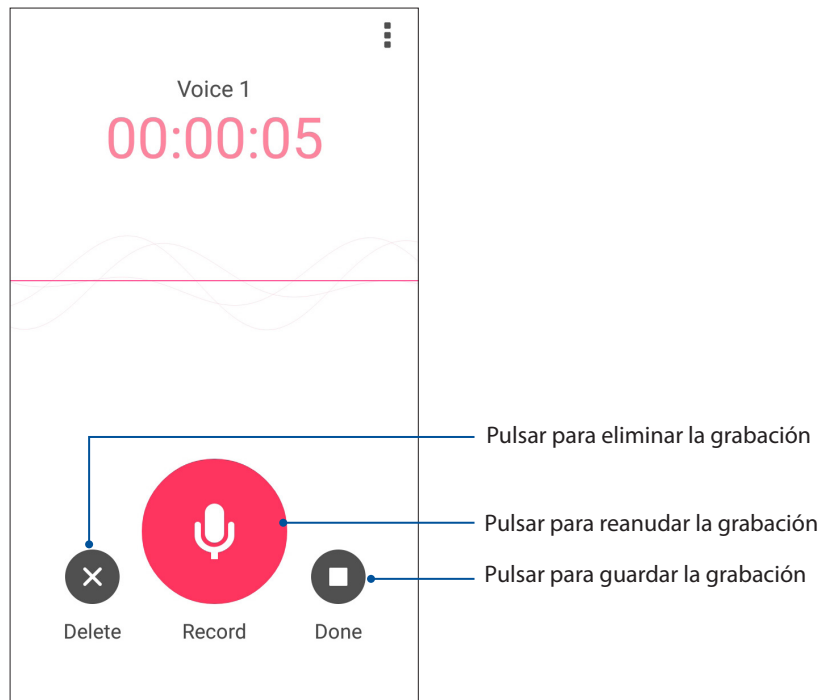 Voice 1
00:00:05
Pulsar para eliminar la grabación
Pulsar para reanudar la grabación
Pulsar para guardar la grabación
Delete Record Done